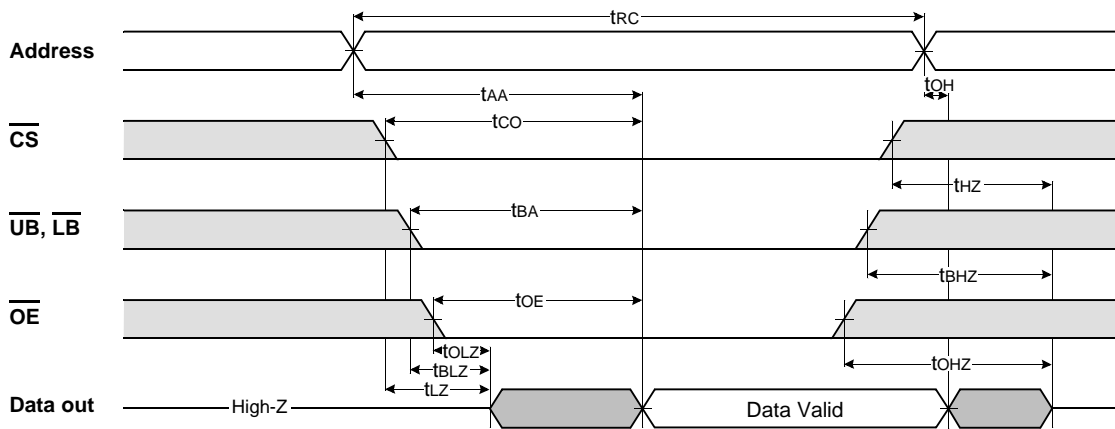 tRC
Address
tAA
tOH
CS
tCO
tHZ
UB, LB
tBA
tBHZ
OE
tOE
tOLZ
tBLZ
tOHZ
tLZ
Data out
High-Z
Data Valid